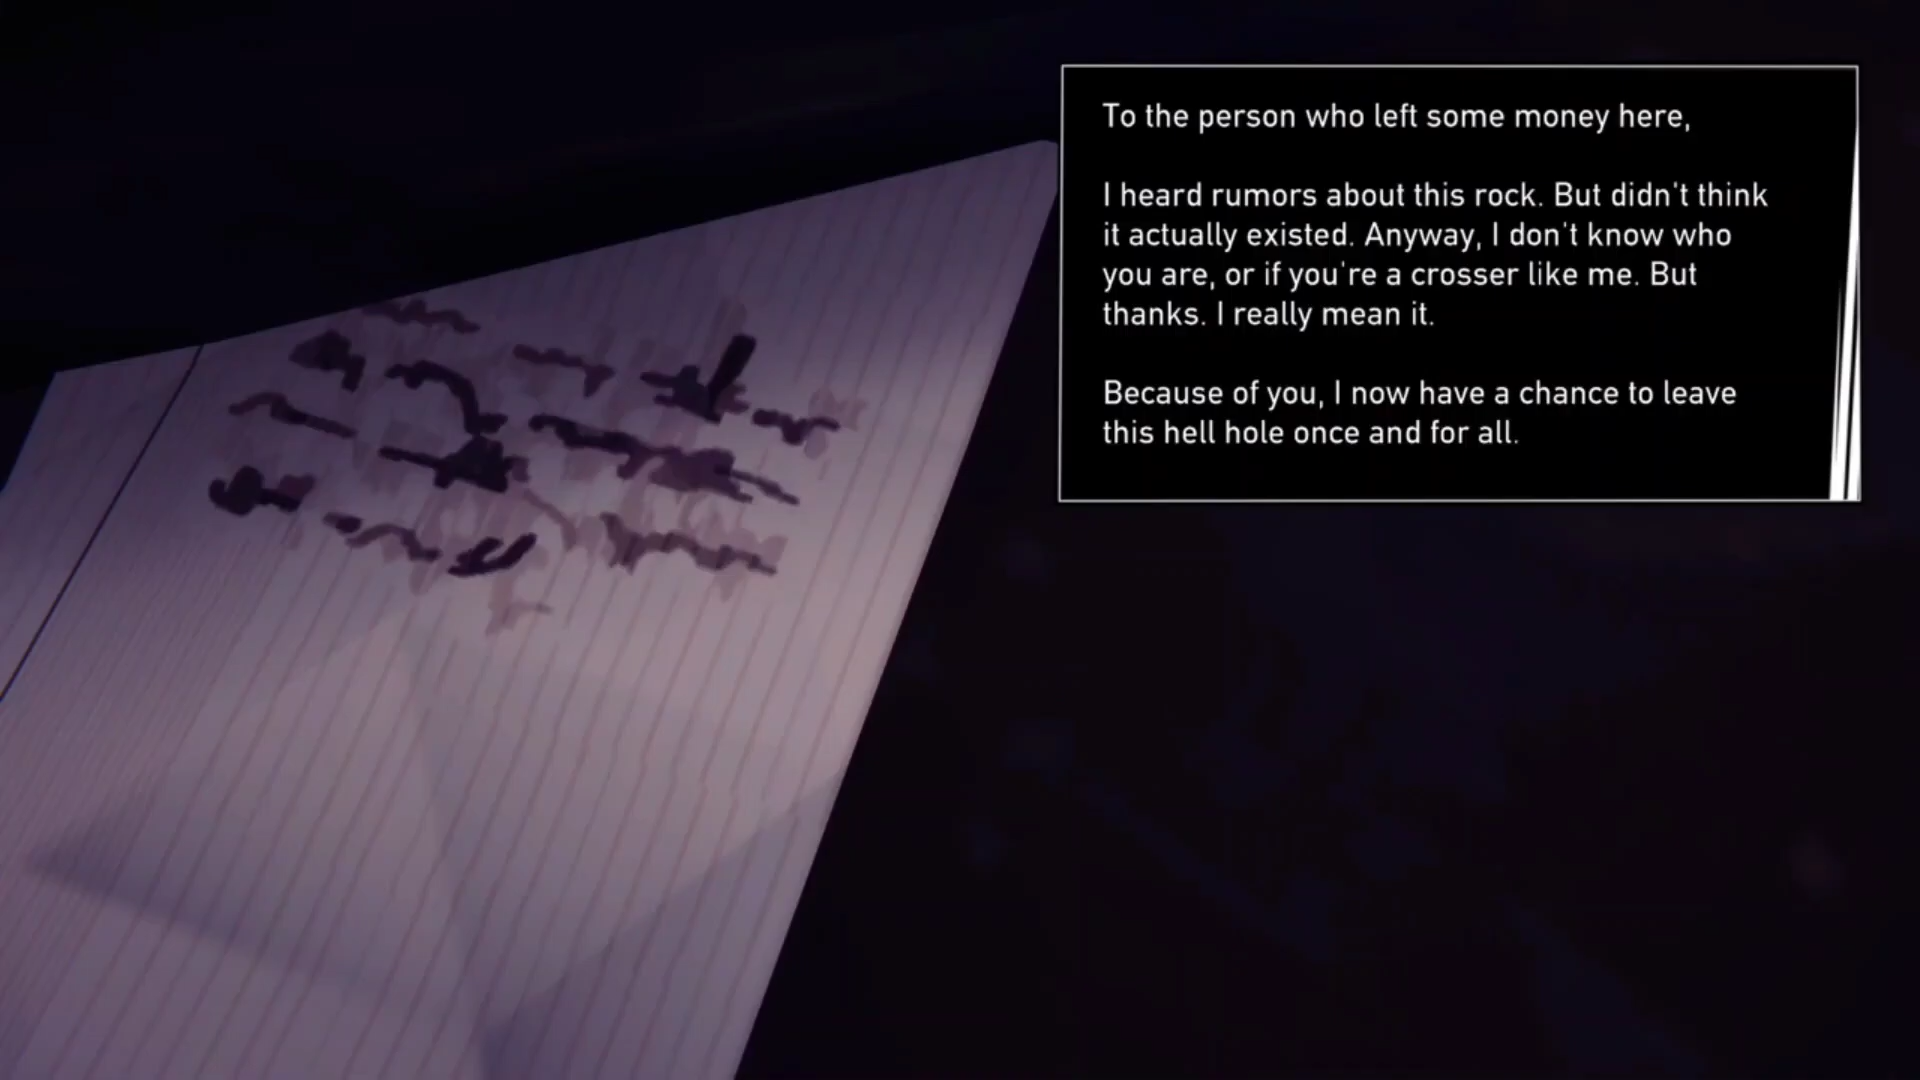 To the person who left some money here,
I heard rumors about this rock. But didn't think
it actually existed. Anyway, I don't know who
you are, or if you're a crosser like me. But
thanks. I really mean it.
Because of you, I now have a chance to leave
this hell hole once and for all.